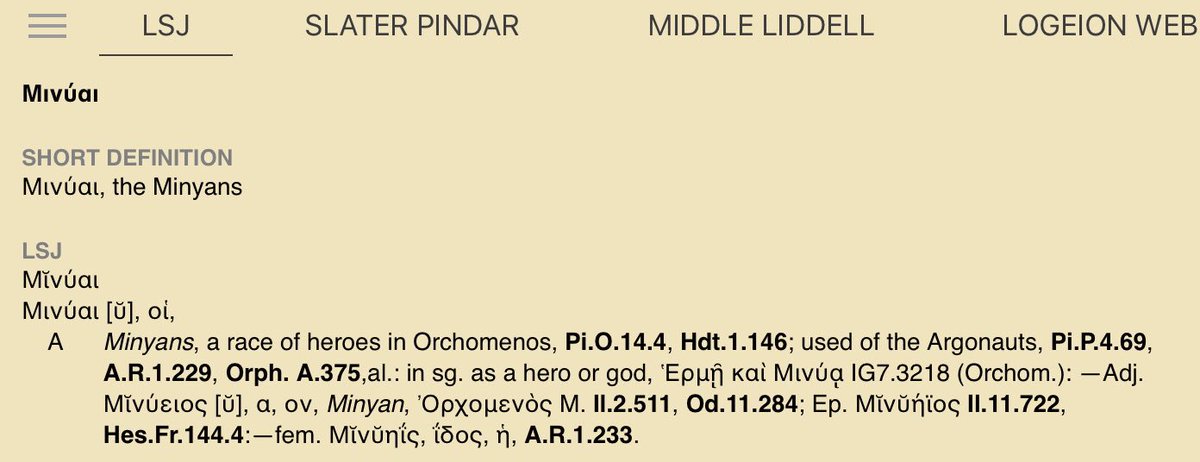 LSJ SLATER PINDAR MIDDLE LIDDELL LOGEION WEB
Μινύαι
SHORT DEFINITION
Μινύαι, the Minyans
LSJ
Μῐνύαι
Μινύαι [ῠ], οἱ,
A Minyans, a race of heroes in Orchomenos, Pi.O.14.4, Hdt.1.146; used of the Argonauts, Pi.P.4.69,
A.R.1.229, Orph. A.375,al.: in sg. as a hero or god, Ἑρμῇ καὶ Μινύᾳ IG7.3218 (Orchom.): —Adj.
Μῐνύειος [ῠ], α, ον, Minyan, Ὀρχομενὸς Μ. Il.2.511, Od.11.284; Ep. Μῐνῠήϊος Il.11.722,
Hes.Fr.144.4:—fem. Μῐνῠηΐς, ΐδος, ἡ, A.R.1.233.